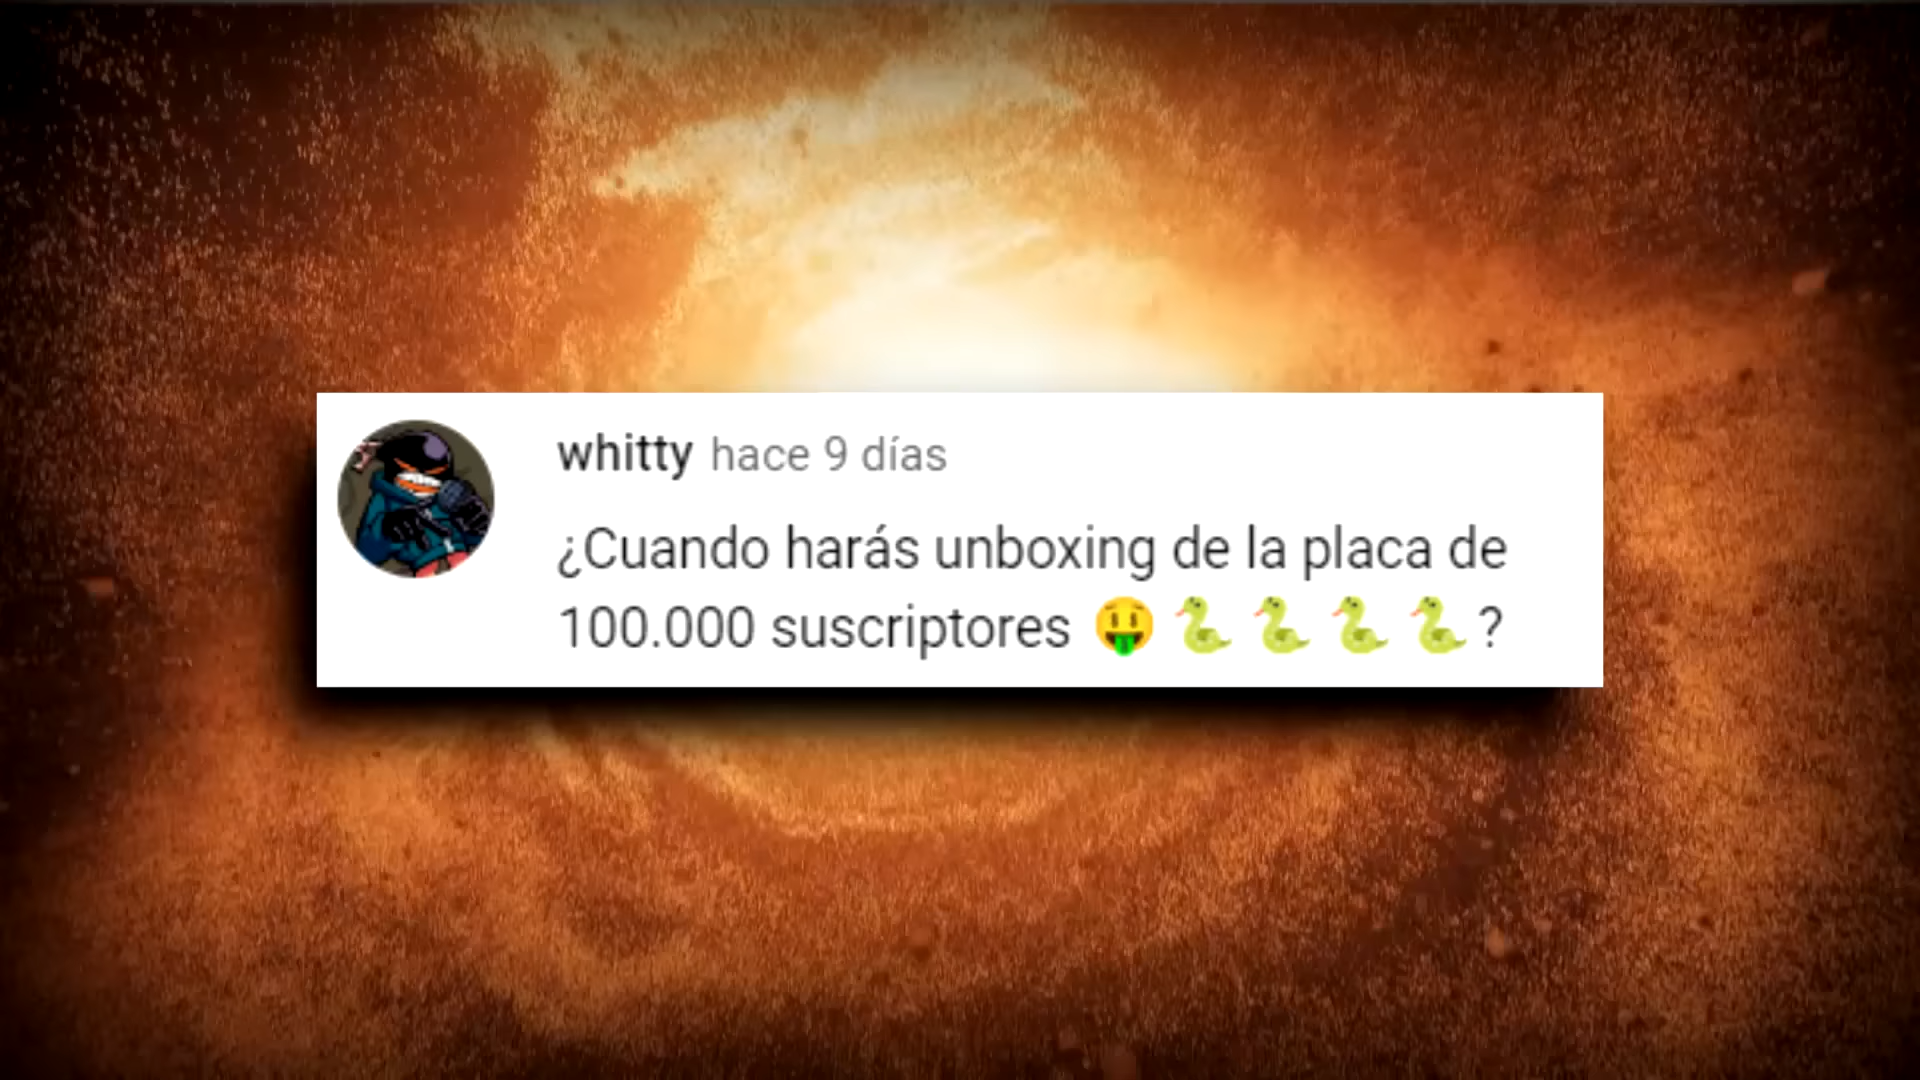 whitty hace 9 días
¿Cuando harás unboxing de la placa de
100.000 suscriptores 🤑 🐍 🐍 🐍 🐍 ?